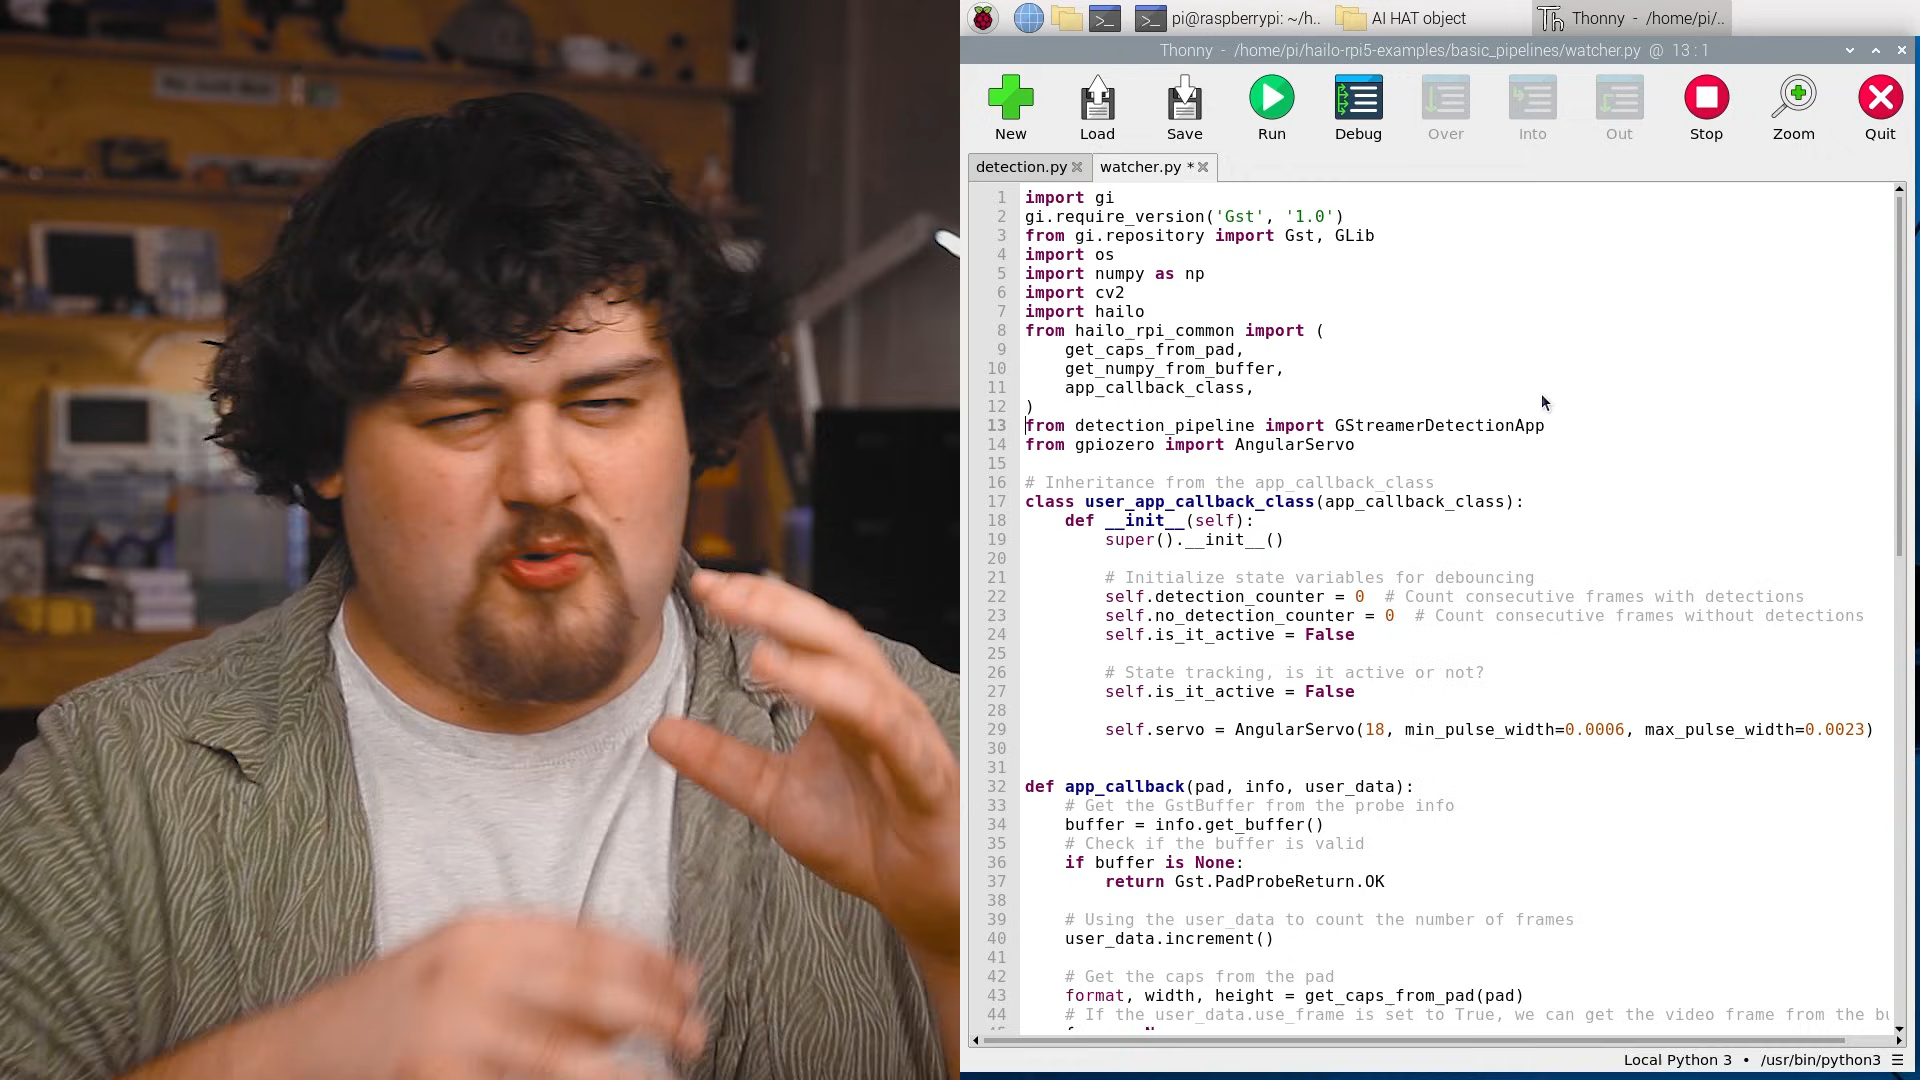 pi@raspberrypi: ~/h..
AI HAT object
Thonny - /home/pi/..
Thonny - /home/pi/hailo-rpi5-examples/basic_pipelines/watcher.py @ 13 : 1
New
Load
Save
Run
Debug
Over
Into
Out
Stop
Zoom
Quit
detection.py
watcher.py *
1 import gi
2 gi.require_version('Gst', '1.0')
3 from gi.repository import Gst, GLib
4 import os
5 import numpy as np
6 import cv2
7 import hailo
8 from hailo_rpi_common import (
9     get_caps_from_pad,
10     get_numpy_from_buffer,
11     app_callback_class,
12 )
13 from detection_pipeline import GStreamerDetectionApp
14 from gpiozero import AngularServo
15
16 # Inheritance from the app_callback_class
17 class user_app_callback_class(app_callback_class):
18     def __init__(self):
19         super().__init__()
20
21         # Initialize state variables for debouncing
22         self.detection_counter = 0  # Count consecutive frames with detections
23         self.no_detection_counter = 0  # Count consecutive frames without detections
24         self.is_it_active = False
25
26         # State tracking, is it active or not?
27         self.is_it_active = False
28
29         self.servo = AngularServo(18, min_pulse_width=0.0006, max_pulse_width=0.0023)
30
31
32 def app_callback(pad, info, user_data):
33     # Get the GstBuffer from the probe info
34     buffer = info.get_buffer()
35     # Check if the buffer is valid
36     if buffer is None:
37         return Gst.PadProbeReturn.OK
38
39     # Using the user_data to count the number of frames
40     user_data.increment()
41
42     # Get the caps from the pad
43     format, width, height = get_caps_from_pad(pad)
44     # If the user_data.use_frame is set to True, we can get the video frame from the
Local Python 3 • /usr/bin/python3 ☰